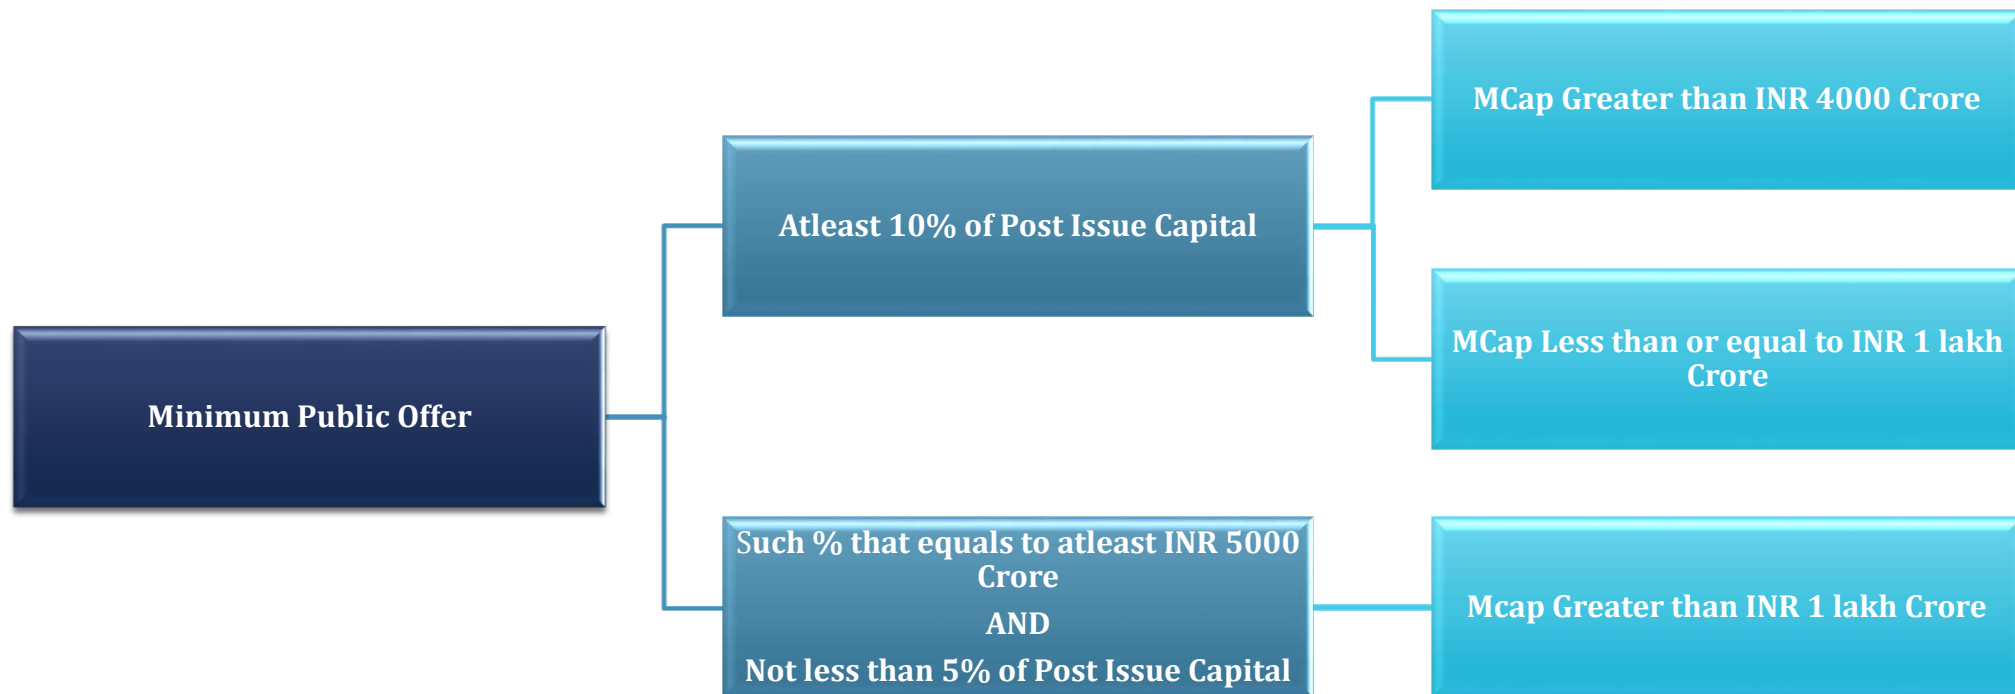 Minimum Public Offer
Atleast 10% of Post Issue Capital
MCap Greater than INR 4000 Crore
MCap Less than or equal to INR 1 lakh
Crore
Such % that equals to atleast INR 5000
Crore
AND
Not less than 5% of Post Issue Capital
Mcap Greater than INR 1 lakh Crore